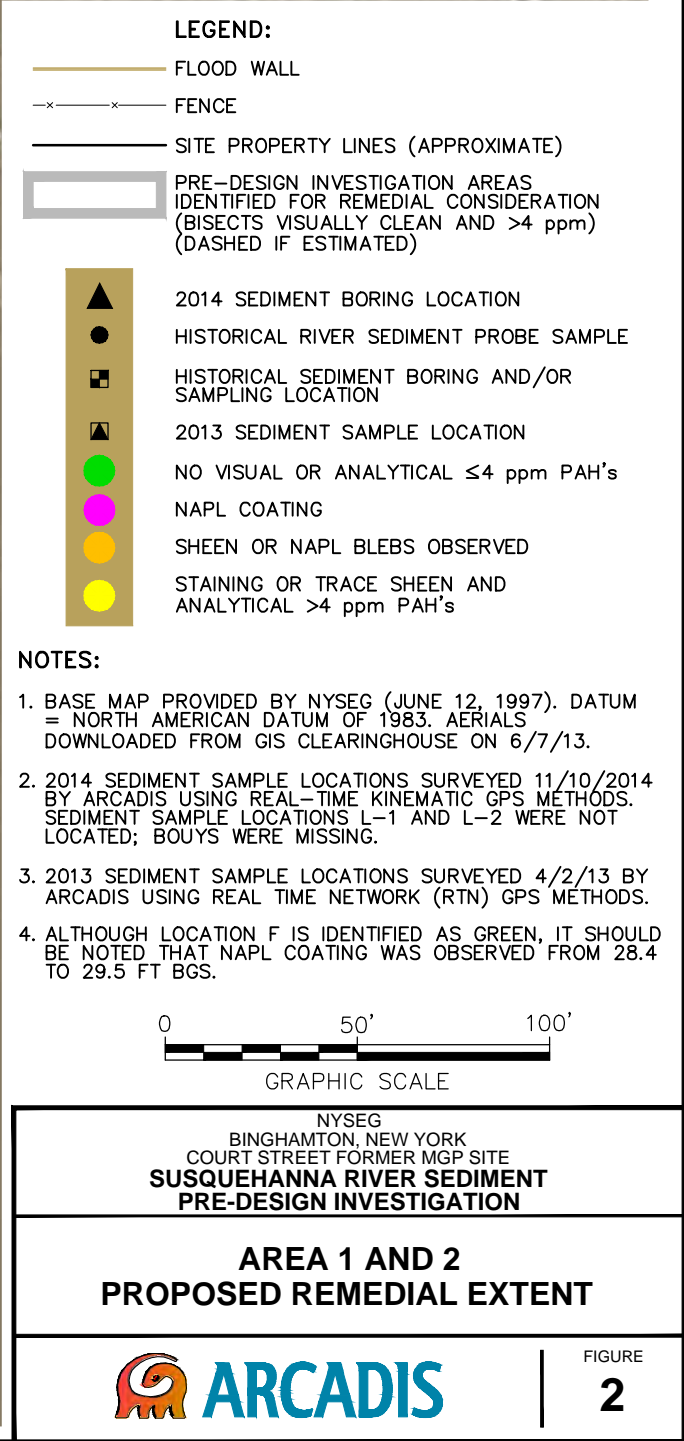 LEGEND:
FLOOD WALL
FENCE
SITE PROPERTY LINES (APPROXIMATE)
PRE-DESIGN INVESTIGATION AREAS
IDENTIFIED FOR REMEDIAL CONSIDERATION
(BISECTS VISUALLY CLEAN AND >4 ppm)
(DASHED IF ESTIMATED)
2014 SEDIMENT BORING LOCATION
HISTORICAL RIVER SEDIMENT PROBE SAMPLE
HISTORICAL SEDIMENT BORING AND/OR
SAMPLING LOCATION
2013 SEDIMENT SAMPLE LOCATION
NO VISUAL OR ANALYTICAL ≤4 ppm PAH's
NAPL COATING
SHEEN OR NAPL BLEBS OBSERVED
STAINING OR TRACE SHEEN AND
ANALYTICAL >4 ppm PAH's
NOTES:
1. BASE MAP PROVIDED BY NYSEG (JUNE 12, 1997). DATUM
= NORTH AMERICAN DATUM OF 1983. AERIALS
DOWNLOADED FROM GIS CLEARINGHOUSE ON 6/7/13.
2. 2014 SEDIMENT SAMPLE LOCATIONS SURVEYED 11/10/2014
BY ARCADIS USING REAL-TIME KINEMATIC GPS METHODS.
SEDIMENT SAMPLE LOCATIONS L-1 AND L-2 WERE NOT
LOCATED; BOUYS WERE MISSING.
3. 2013 SEDIMENT SAMPLE LOCATIONS SURVEYED 4/2/13 BY
ARCADIS USING REAL TIME NETWORK (RTN) GPS METHODS.
4. ALTHOUGH LOCATION F IS IDENTIFIED AS GREEN, IT SHOULD
BE NOTED THAT NAPL COATING WAS OBSERVED FROM 28.4
TO 29.5 FT BGS.
0 50' 100'
GRAPHIC SCALE
NYSEG
BINGHAMTON, NEW YORK
COURT STREET FORMER MGP SITE
SUSQUEHANNA RIVER SEDIMENT
PRE-DESIGN INVESTIGATION
AREA 1 AND 2
PROPOSED REMEDIAL EXTENT
ARCADIS
FIGURE
2